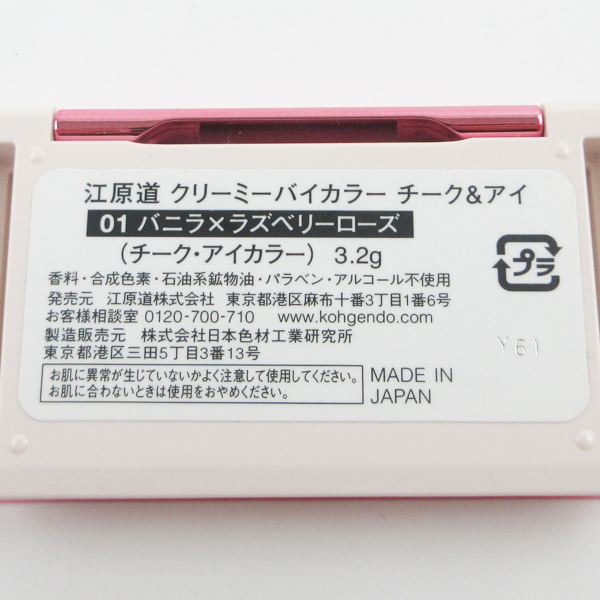 江原道 クリーミーバイカラー チーク&アイ
01 バニラ×ラズベリーローズ
(チーク・アイカラー) 3.2g
香料・合成色素・石油系鉱物油・パラベン・アルコール不使用
発売元 江原道株式会社 東京都港区麻布十番3丁目1番6号
お客様相談室 0120-700-710 www.kohgendo.com/
製造販売元 株式会社日本色材工業研究所
東京都港区三田5丁目3番13号
お肌に異常が生じていないかよく注意して使用してください。
お肌に合わないときは使用をおやめください。
MADE IN
JAPAN
プラ
Y61